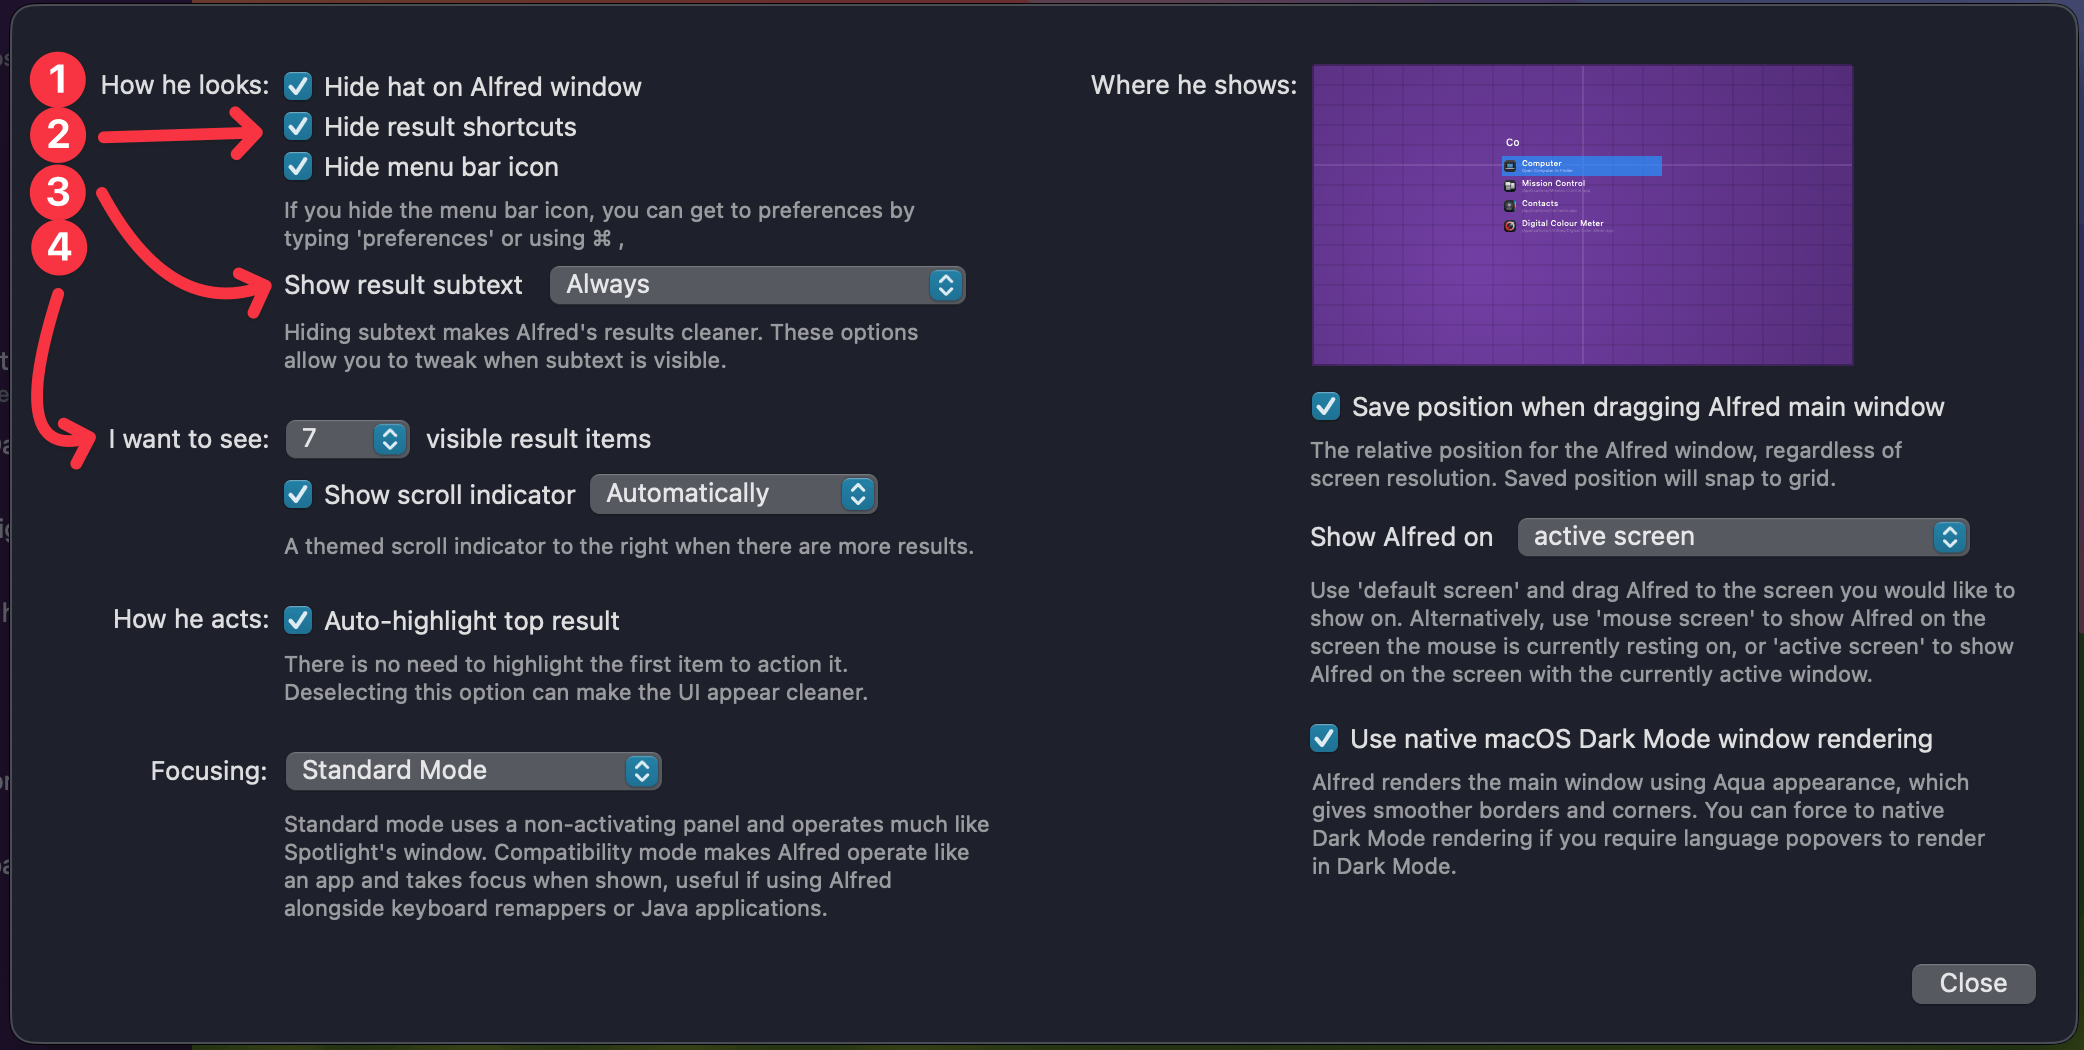 1
How he looks:
Hide hat on Alfred window
2
Hide result shortcuts
3
Hide menu bar icon
If you hide the menu bar icon, you can get to preferences by
typing 'preferences' or using ⌘ ,
4
Show result subtext
Always
Hiding subtext makes Alfred's results cleaner. These options
allow you to tweak when subtext is visible.
I want to see:
7
visible result items
Show scroll indicator
Automatically
A themed scroll indicator to the right when there are more results.
How he acts:
Auto-highlight top result
There is no need to highlight the first item to action it.
Deselecting this option can make the UI appear cleaner.
Focusing:
Standard Mode
Standard mode uses a non-activating panel and operates much like
Spotlight's window. Compatibility mode makes Alfred operate like
an app and takes focus when shown, useful if using Alfred
alongside keyboard remappers or Java applications.
Where he shows:
Co
Computer
Mission Control
Contacts
Digital Colour Meter
Save position when dragging Alfred main window
The relative position for the Alfred window, regardless of
screen resolution. Saved position will snap to grid.
Show Alfred on
active screen
Use 'default screen' and drag Alfred to the screen you would like to
show on. Alternatively, use 'mouse screen' to show Alfred on the
screen the mouse is currently resting on, or 'active screen' to show
Alfred on the screen with the currently active window.
Use native macOS Dark Mode window rendering
Alfred renders the main window using Aqua appearance, which
gives smoother borders and corners. You can force to native
Dark Mode rendering if you require language popovers to render
in Dark Mode.
Close